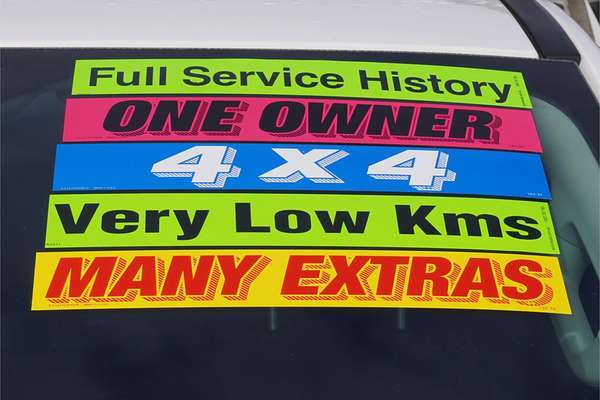 Full Service History
ONE OWNER
4 X 4
Very Low Kms
MANY EXTRAS